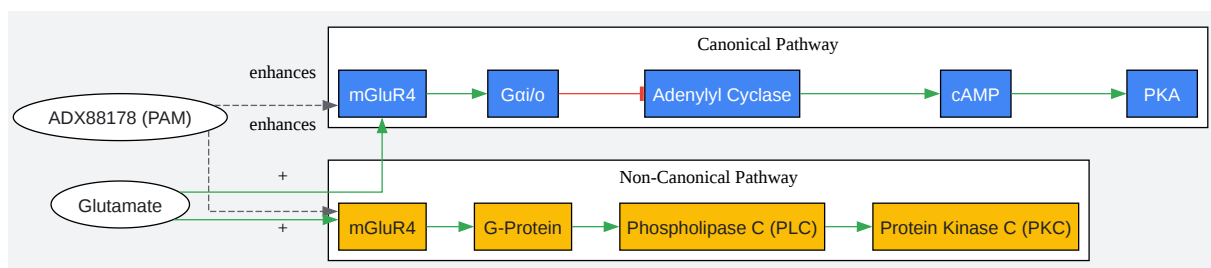 Canonical Pathway
enhances
mGluR4
Gαi/o
Adenylyl Cyclase
cAMP
PKA
ADX88178 (PAM)
enhances
+
Non-Canonical Pathway
Glutamate
+
mGluR4
G-Protein
Phospholipase C (PLC)
Protein Kinase C (PKC)